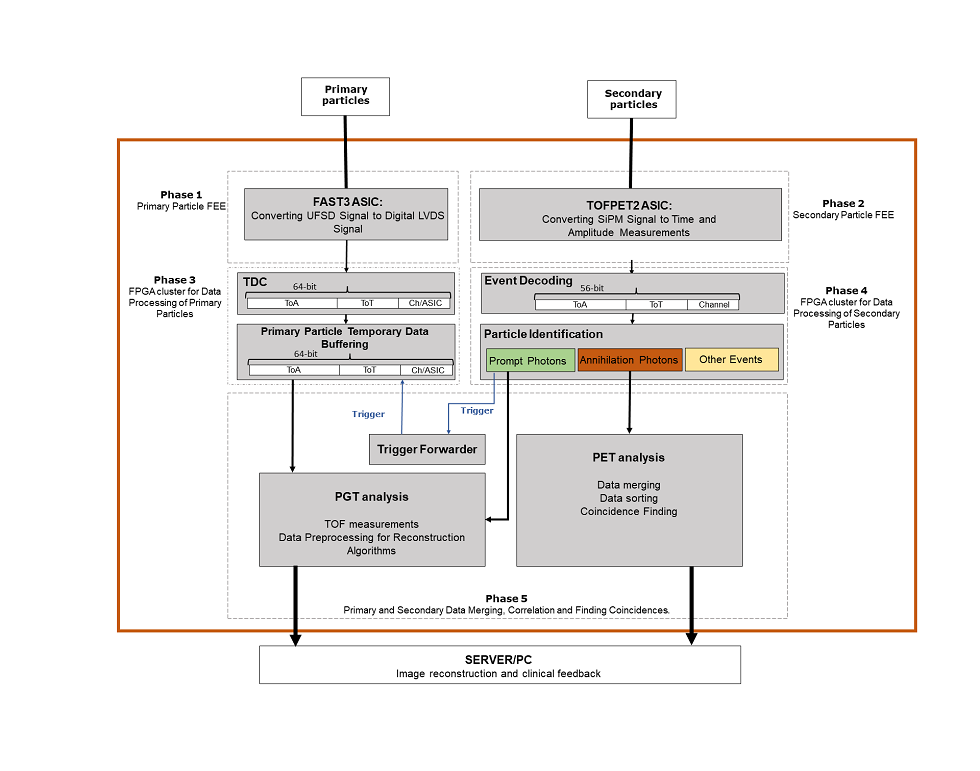 Primary
particles
Secondary
particles
Phase 1
Primary Particle FEE
FAST3 ASIC:
Converting UFSD Signal to Digital LVDS
Signal
TOFPET2 ASIC:
Converting SiPM Signal to Time and
Amplitude Measurements
Phase 2
Secondary Particle FEE
Phase 3
FPGA cluster for Data
Processing of Primary
Particles
TDC
64-bit
ToA ToT Ch/ASIC
Primary Particle Temporary Data
Buffering
64-bit
ToA ToT Ch/ASIC
Event Decoding
56-bit
ToA ToT Channel
Particle Identification
Prompt Photons Annihilation Photons Other Events
Phase 4
FPGA cluster for Data
Processing of Secondary
Particles
Trigger
Trigger
Trigger Forwarder
PGT analysis
TOF measurements
Data Preprocessing for Reconstruction
Algorithms
PET analysis
Data merging
Data sorting
Coincidence Finding
Phase 5
Primary and Secondary Data Merging, Correlation and Finding Coincidences.
SERVER/PC
Image reconstruction and clinical feedback